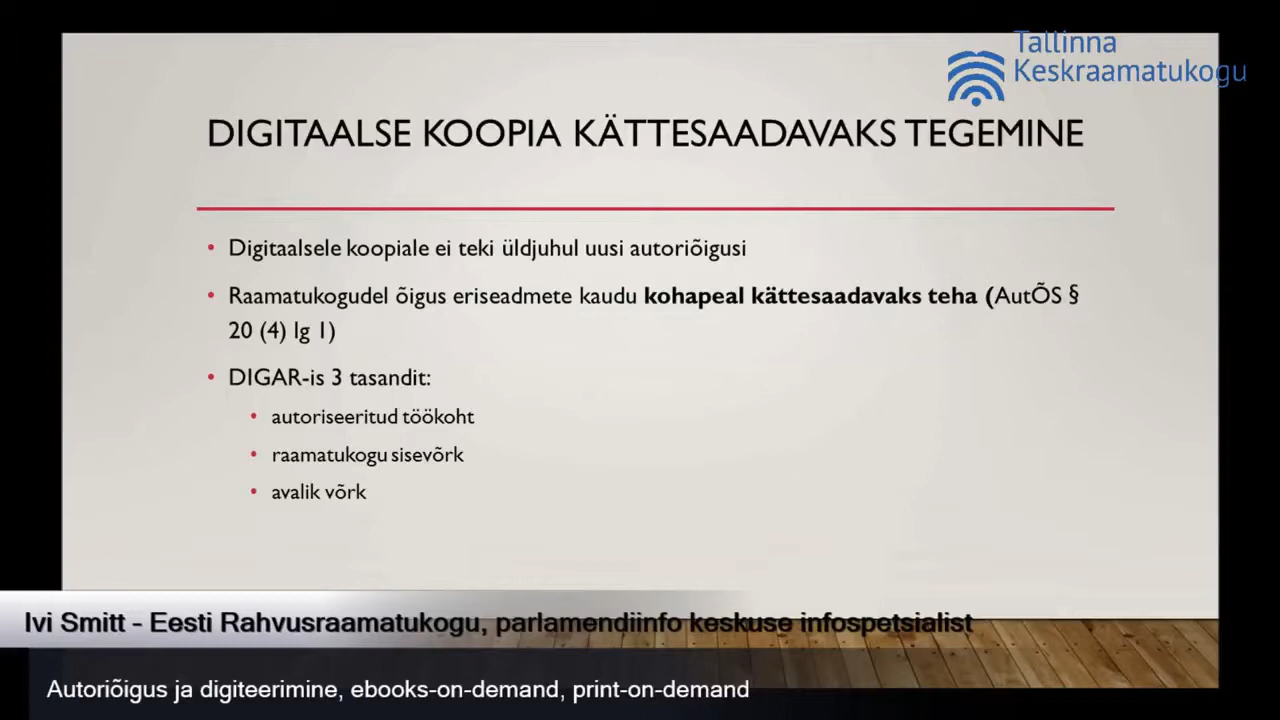 Tallinna
Keskraamatukogu
DIGITAALSE KOOPIA KÄTTESAADAVAKS TEGEMINE
• Digitaalsele koopiale ei teki üldjuhul uusi autoriõigusi
• Raamatukogudel õigus eriseadmete kaudu kohapeal kättesaadavaks teha (AutÕS §
20 (4) lg 1)
• DIGAR-is 3 tasandit:
• autoriseeritud töökoht
• raamatukogu sisevõrk
• avalik võrk
Ivi Smitt - Eesti Rahvusraamatukogu, parlamendiinfo keskuse infospetsialist
Autoriõigus ja digiteerimine, ebooks-on-demand, print-on-demand